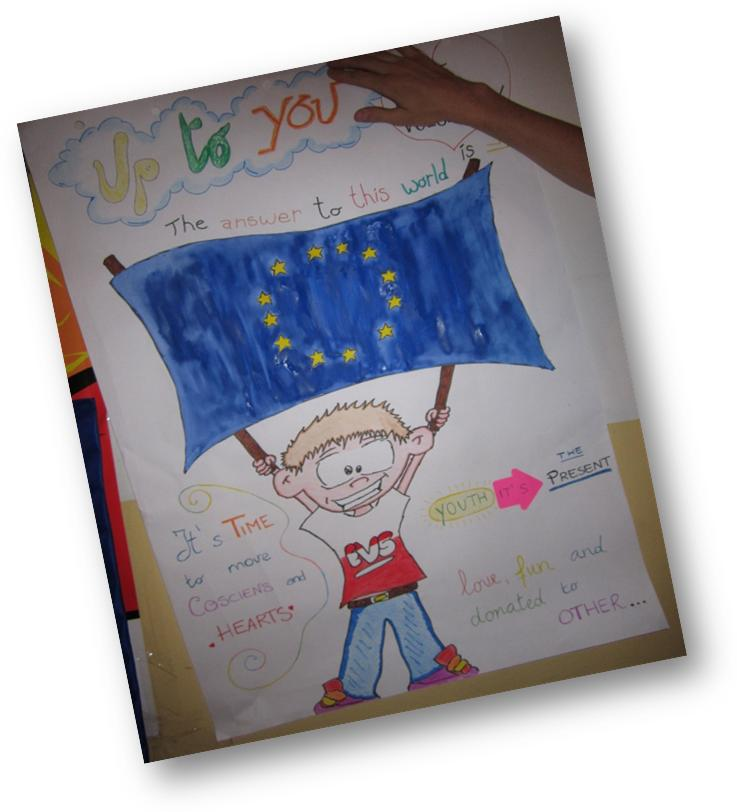 Up to you
The answer to this world is
It's TIME
to move
COSCIENS and
HEARTS
YOUTH IT'S THE PRESENT
love, fun and
donated to
OTHER...
EVS